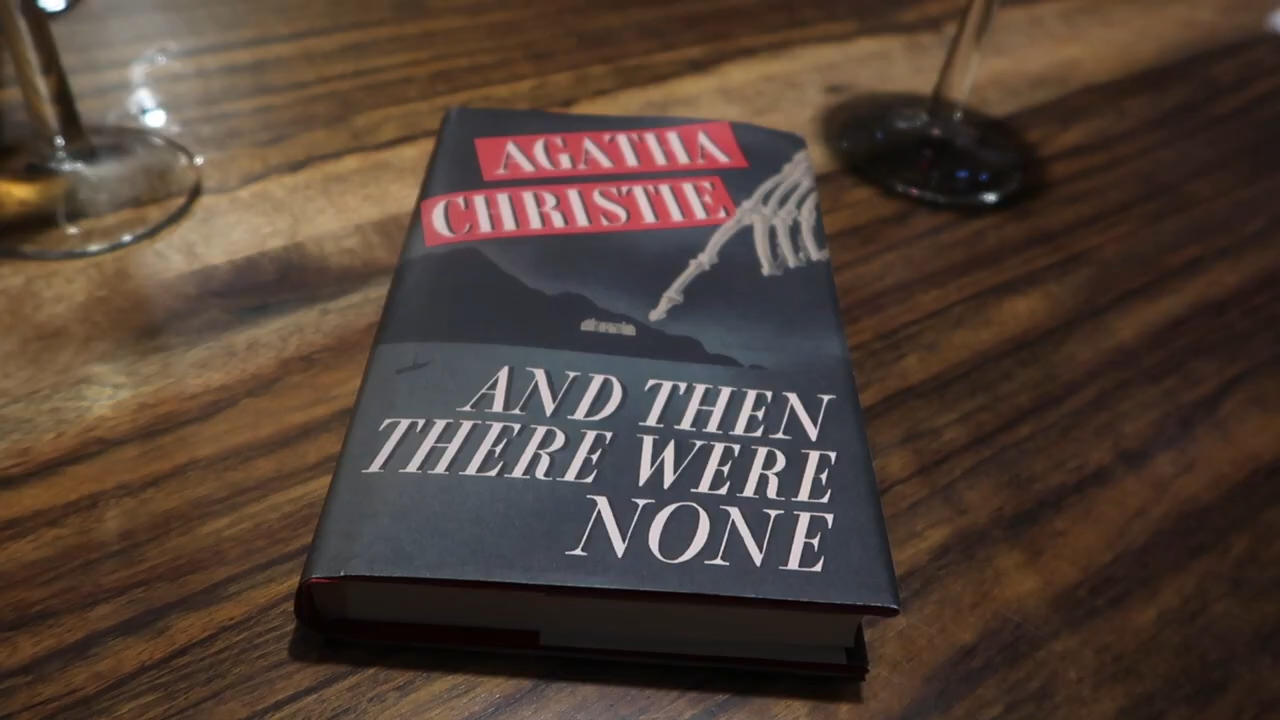 AGATHA
CHRISTIE
AND THEN
THERE WERE
NONE